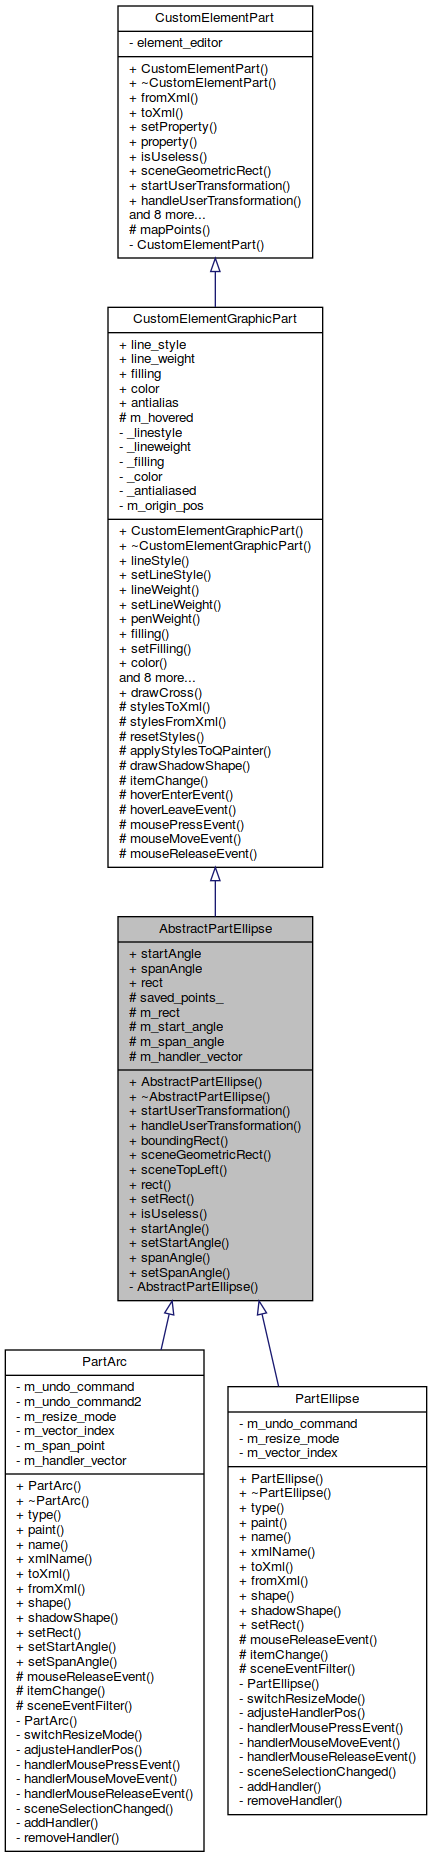 CustomElementPart
- element_editor
+ CustomElementPart()
+ ~CustomElementPart()
+ fromXml()
+ toXml()
+ setProperty()
+ property()
+ isUseless()
+ sceneGeometricRect()
+ startUserTransformation()
+ handleUserTransformation()
and 8 more...
# mapPoints()
- CustomElementPart()
CustomElementGraphicPart
+ line_style
+ line_weight
+ filling
+ color
+ antialias
# m_hovered
- _linestyle
- _lineweight
- _filling
- _color
- _antialiased
- m_origin_pos
+ CustomElementGraphicPart()
+ ~CustomElementGraphicPart()
+ lineStyle()
+ setLineStyle()
+ lineWeight()
+ setLineWeight()
+ penWeight()
+ filling()
+ setFilling()
+ color()
and 8 more...
+ drawCross()
# stylesToXml()
# stylesFromXml()
# resetStyles()
# applyStylesToQPainter()
# drawShadowShape()
# itemChange()
# hoverEnterEvent()
# hoverLeaveEvent()
# mousePressEvent()
# mouseMoveEvent()
# mouseReleaseEvent()
AbstractPartEllipse
+ startAngle
+ spanAngle
+ rect
# saved_points_
# m_rect
# m_start_angle
# m_span_angle
# m_handler_vector
+ AbstractPartEllipse()
+ ~AbstractPartEllipse()
+ startUserTransformation()
+ handleUserTransformation()
+ boundingRect()
+ sceneGeometricRect()
+ sceneTopLeft()
+ rect()
+ setRect()
+ isUseless()
+ startAngle()
+ setStartAngle()
+ spanAngle()
+ setSpanAngle()
- AbstractPartEllipse()
PartArc
- m_undo_command
- m_undo_command2
- m_resize_mode
- m_vector_index
- m_span_point
- m_handler_vector
+ PartArc()
+ ~PartArc()
+ type()
+ paint()
+ name()
+ xmlName()
+ toXml()
+ fromXml()
+ shape()
+ shadowShape()
+ setRect()
+ setStartAngle()
+ setSpanAngle()
# mouseReleaseEvent()
# itemChange()
# sceneEventFilter()
- PartArc()
- switchResizeMode()
- adjusteHandlerPos()
- handlerMousePressEvent()
- handlerMouseMoveEvent()
- handlerMouseReleaseEvent()
- sceneSelectionChanged()
- addHandler()
- removeHandler()
PartEllipse
- m_undo_command
- m_resize_mode
- m_vector_index
+ PartEllipse()
+ ~PartEllipse()
+ type()
+ paint()
+ name()
+ xmlName()
+ toXml()
+ fromXml()
+ shape()
+ shadowShape()
+ setRect()
# mouseReleaseEvent()
# itemChange()
# sceneEventFilter()
- PartEllipse()
- switchResizeMode()
- adjusteHandlerPos()
- handlerMousePressEvent()
- handlerMouseMoveEvent()
- handlerMouseReleaseEvent()
- sceneSelectionChanged()
- addHandler()
- removeHandler()